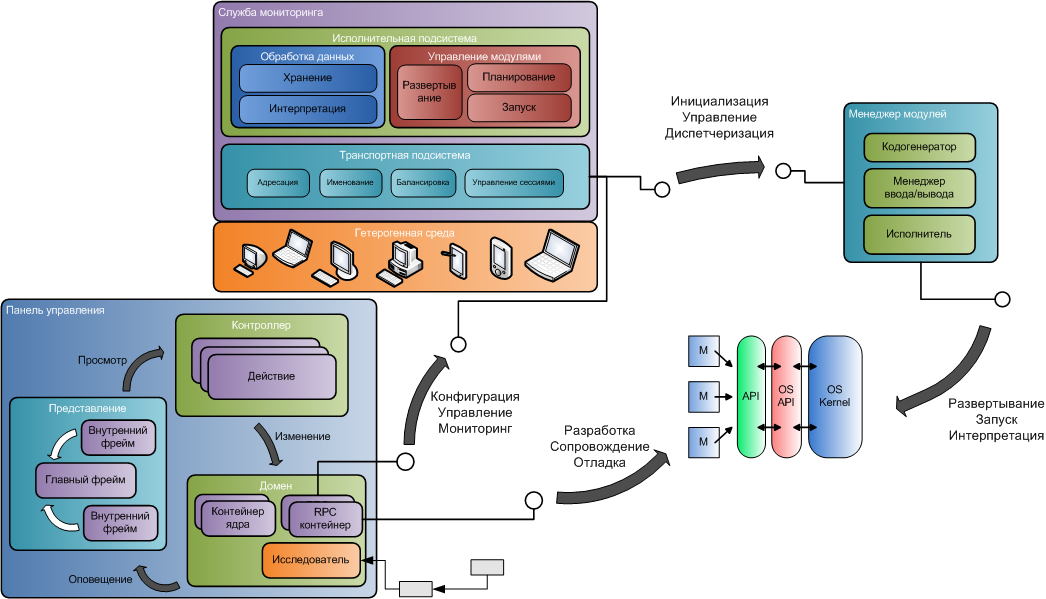 Служба мониторинга
Исполнительная подсистема
Обработка данных
Хранение
Интерпретация
Управление модулями
Развертыв
ание
Планирование
Запуск
Транспортная подсистема
Адресация
Именование
Балансировка
Управление сессиями
Гетерогенная среда
Инициализация
Управление
Диспетчеризация
Менеджер модулей
Кодогенератор
Менеджер
ввода/вывода
Исполнитель
Панель управления
Контроллер
Действие
Просмотр
Представление
Внутренний
фрейм
Главный фрейм
Внутренний
фрейм
Изменение
Домен
Контейнер
ядра
RPC
контейнер
Исследователь
Оповещение
Конфигурация
Управление
Мониторинг
Разработка
Сопровождение
Отладка
M
M
M
API
OS
API
OS
Kernel
Развертывание
Запуск
Интерпретация